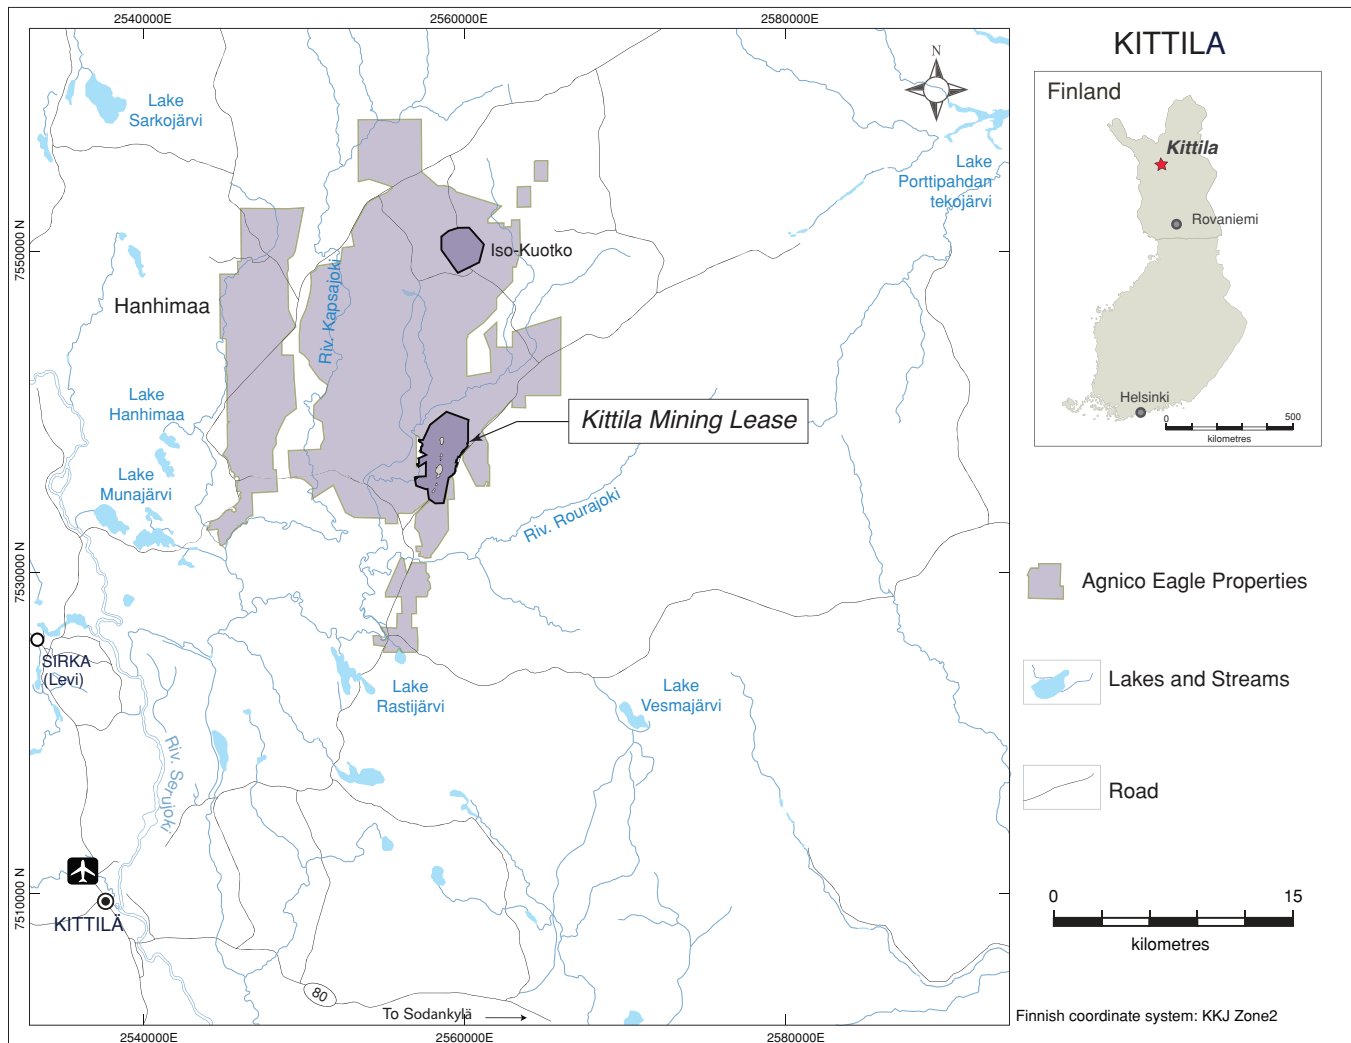 2540000E
2560000E
2580000E
KITTILA
N
Finland
Kittila
Rovaniemi
Helsinki
0
500
kilometres
Lake
Sarkojärvi
Lake
Porttipahdan
tekojärvi
7550000 N
Iso-Kuotko
Riv. Kapsajoki
Hanhimaa
Lake
Hanhimaa
Kittila Mining Lease
Lake
Munajärvi
Riv. Rourajoki
7530000 N
Agnico Eagle Properties
SIRKA
(Levi)
Lake
Rastijärvi
Lake
Vesmajärvi
Lakes and Streams
Riv. Serujoki
Road
7510000 N
KITTILÄ
0
15
kilometres
80
To Sodankylä
Finnish coordinate system: KKJ Zone2
2540000E
2560000E
2580000E